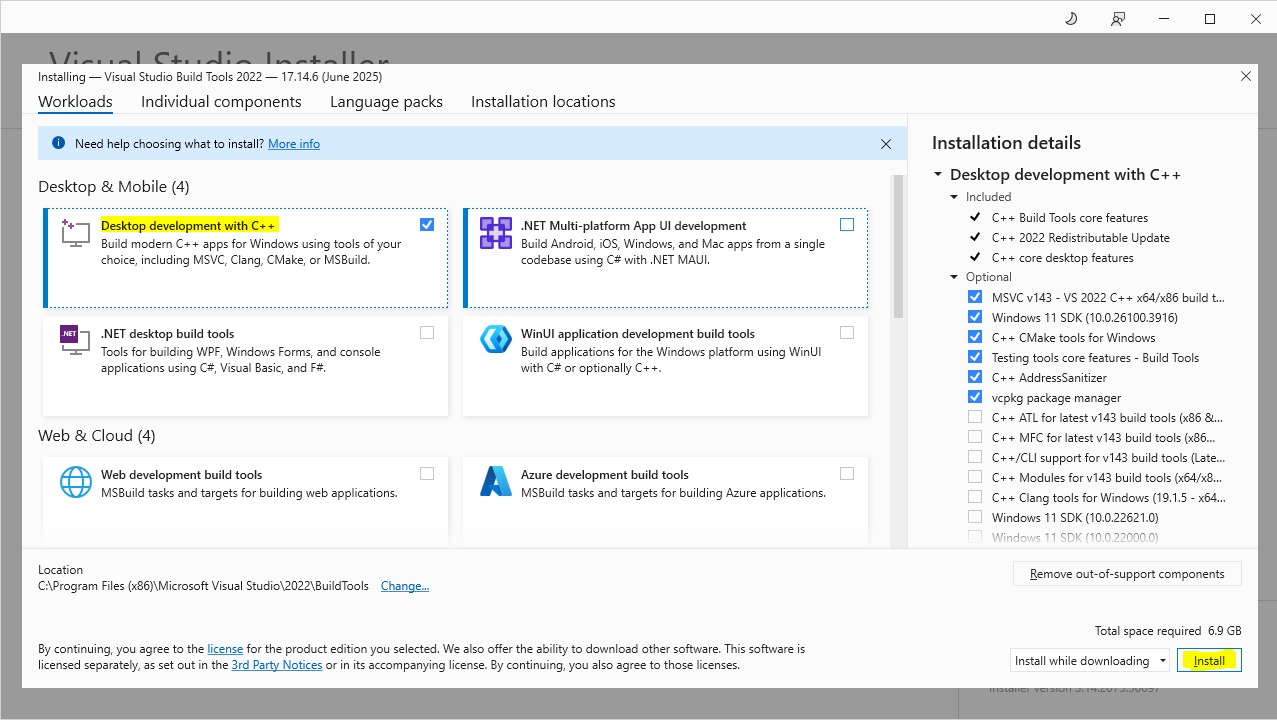 Visual Studio Installer
Installing — Visual Studio Build Tools 2022 — 17.14.6 (June 2025)
Workloads
Individual components
Language packs
Installation locations
Need help choosing what to install? More info
Desktop & Mobile (4)
Desktop development with C++
Build modern C++ apps for Windows using tools of your
choice, including MSVC, Clang, CMake, or MSBuild.
.NET Multi-platform App UI development
Build Android, iOS, Windows, and Mac apps from a single
codebase using C# with .NET MAUI.
.NET
.NET desktop build tools
Tools for building WPF, Windows Forms, and console
applications using C#, Visual Basic, and F#.
WinUI application development build tools
Build applications for the Windows platform using WinUI
with C# or optionally C++.
Web & Cloud (4)
Web development build tools
MSBuild tasks and targets for building web applications.
Azure development build tools
MSBuild tasks and targets for building Azure applications.
Installation details
Desktop development with C++
Included
C++ Build Tools core features
C++ 2022 Redistributable Update
C++ core desktop features
Optional
MSVC v143 - VS 2022 C++ x64/x86 build t...
Windows 11 SDK (10.0.26100.3916)
C++ CMake tools for Windows
Testing tools core features - Build Tools
C++ AddressSanitizer
vcpkg package manager
C++ ATL for latest v143 build tools (x86 &...
C++ MFC for latest v143 build tools (x86...
C++/CLI support for v143 build tools (Late...
C++ Modules for v143 build tools (x64/x8...
C++ Clang tools for Windows (19.1.5 - x64...
Windows 11 SDK (10.0.22621.0)
Windows 11 SDK (10.0.22000.0)
Location
C:\Program Files (x86)\Microsoft Visual Studio\2022\BuildTools Change...
Remove out-of-support components
Total space required 6.9 GB
By continuing, you agree to the license for the product edition you selected. We also offer the ability to download other software. This software is
licensed separately, as set out in the 3rd Party Notices or in its accompanying license. By continuing, you also agree to those licenses.
Install while downloading
Install